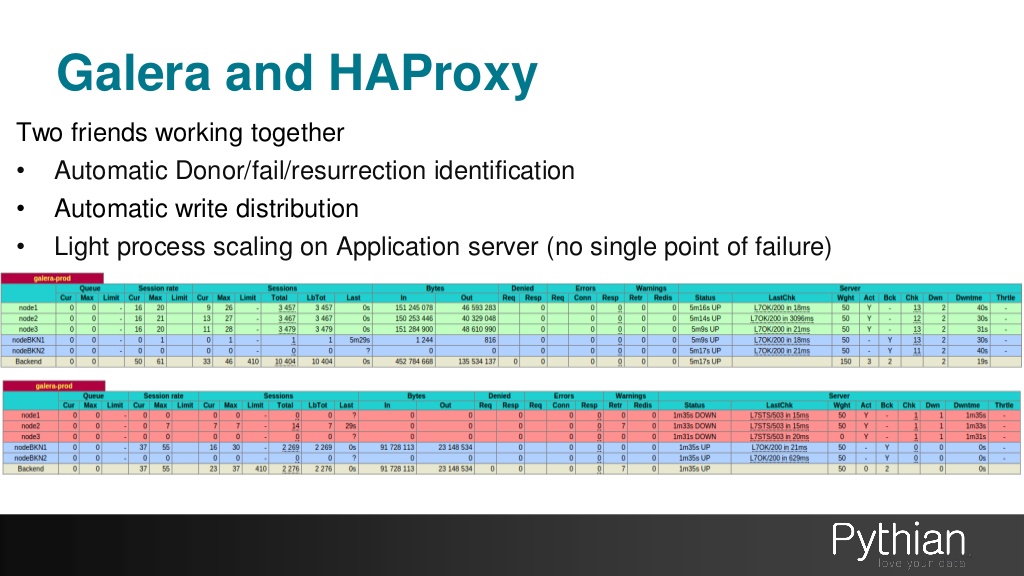 Galera and HAProxy
Two friends working together
• Automatic Donor/fail/resurrection identification
• Automatic write distribution
• Light process scaling on Application server (no single point of failure)
galera-prod
Queue Session rate Sessions Bytes Denied Errors Warnings Server
Cur Max Limit Cur Max Limit Cur Max Limit Total LbTot Last In Out Req Resp Req Conn Resp Retr Redis Status LastChk Wght Act Bck Chk Dwn Dwntme Thrtle
node1 0 0 - 16 20 9 26 - 3 457 3 457 0s 151 245 078 46 593 283 0 0 0 0 0 5m16s UP L7OK/200 in 18ms 50 Y - 13 2 40s -
node2 0 0 - 16 21 13 27 - 3 467 3 467 0s 150 253 446 40 329 048 0 0 0 0 0 5m14s UP L7OK/200 in 3096ms 50 Y - 12 2 30s -
node3 0 0 - 16 20 11 28 - 3 479 3 479 0s 151 284 900 48 610 990 0 0 0 0 0 5m9s UP L7OK/200 in 21ms 50 Y - 13 2 31s -
nodeBKN1 0 0 - 0 1 0 1 - 1 1 5m29s 1 244 816 0 0 0 0 0 5m9s UP L7OK/200 in 18ms 50 - Y 13 2 30s -
nodeBKN2 0 0 - 0 0 0 0 - 0 0 ? 0 0 0 0 0 0 0 5m17s UP L7OK/200 in 21ms 50 - Y 11 2 40s -
Backend 0 0 50 61 33 46 410 10 404 10 404 0s 452 784 668 135 534 137 0 0 0 0 0 0 5m17s UP 150 3 2 2 19s
galera-prod
Queue Session rate Sessions Bytes Denied Errors Warnings Server
Cur Max Limit Cur Max Limit Cur Max Limit Total LbTot Last In Out Req Resp Req Conn Resp Retr Redis Status LastChk Wght Act Bck Chk Dwn Dwntme Thrtle
node1 0 0 - 0 0 0 0 - 0 0 ? 0 0 0 0 0 0 0 1m35s DOWN L7STS/503 in 15ms 50 Y - 1 1 1m35s -
node2 0 0 - 0 7 7 7 - 14 7 29s 0 0 0 0 0 7 0 1m33s DOWN L7STS/503 in 15ms 50 Y - 1 1 1m33s -
node3 0 0 - 0 0 0 0 - 0 0 ? 0 0 0 0 0 0 0 1m31s DOWN L7STS/503 in 20ms 0 Y - 1 1 1m31s -
nodeBKN1 0 0 - 37 55 16 30 - 2 269 2 269 0s 91 728 113 23 148 534 0 0 0 0 0 1m35s UP L7OK/200 in 21ms 50 - Y 0 0 0s -
nodeBKN2 0 0 - 0 0 0 0 - 0 0 ? 0 0 0 0 0 0 0 1m35s UP L7OK/200 in 629ms 50 - Y 0 0 0s -
Backend 0 0 37 55 23 37 410 2 276 2 276 0s 91 728 113 23 148 534 0 0 0 0 7 0 1m35s UP 50 0 2 0 0s
Pythian
love your data